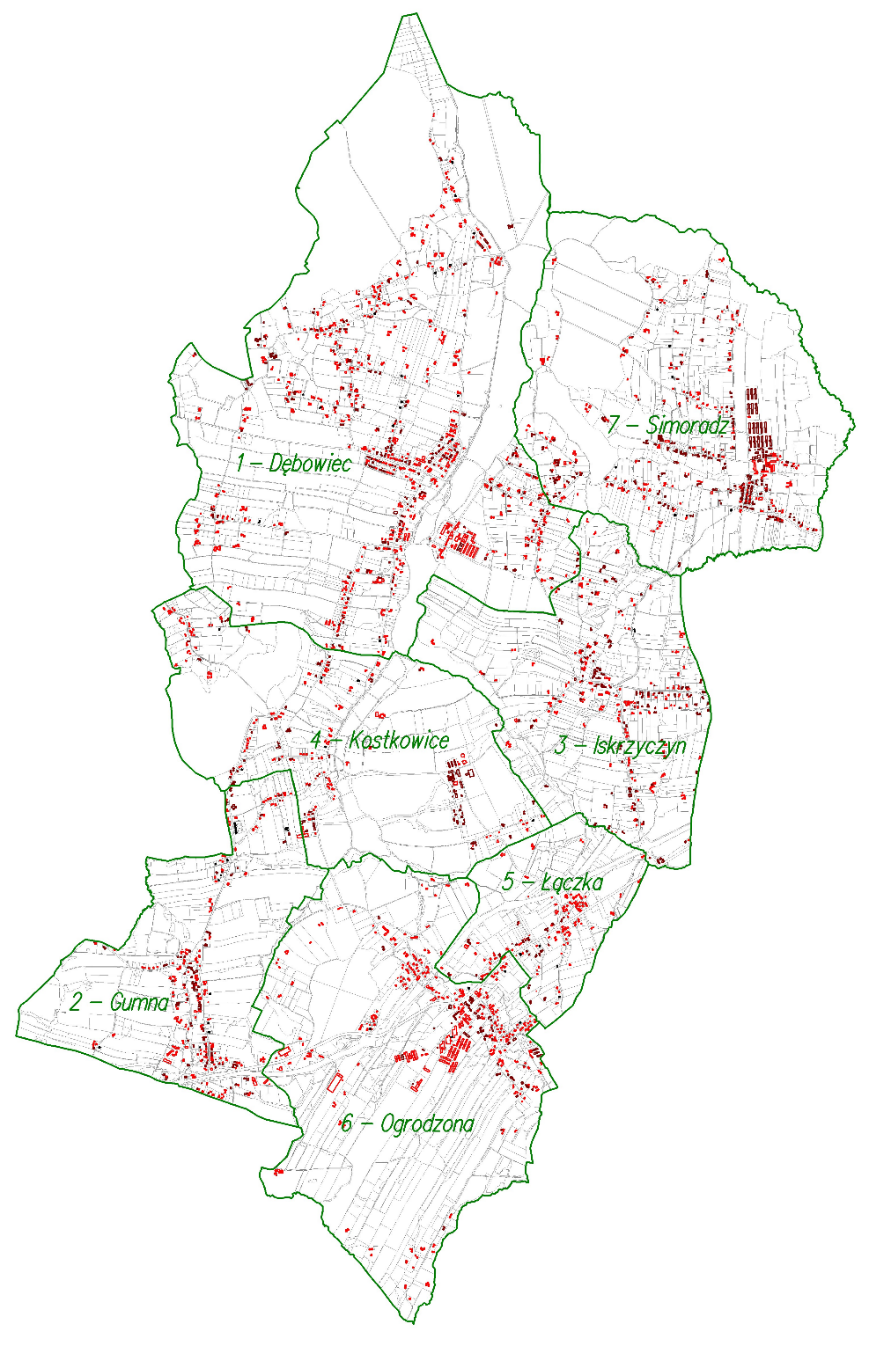 7 – Simoradz
1 – Dębowiec
4 – Kostkowice
3 – Iskrzyczyn
5 – Łączka
2 – Gumna
6 – Ogrodzona